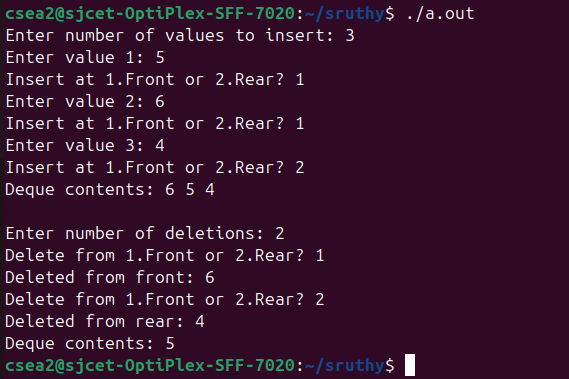 csea2@sjcet-OptiPlex-SFF-7020:~/sruthy$ ./a.out
Enter number of values to insert: 3
Enter value 1: 5
Insert at 1.Front or 2.Rear? 1
Enter value 2: 6
Insert at 1.Front or 2.Rear? 1
Enter value 3: 4
Insert at 1.Front or 2.Rear? 2
Deque contents: 6 5 4

Enter number of deletions: 2
Delete from 1.Front or 2.Rear? 1
Deleted from front: 6
Delete from 1.Front or 2.Rear? 2
Deleted from rear: 4
Deque contents: 5
csea2@sjcet-OptiPlex-SFF-7020:~/sruthy$